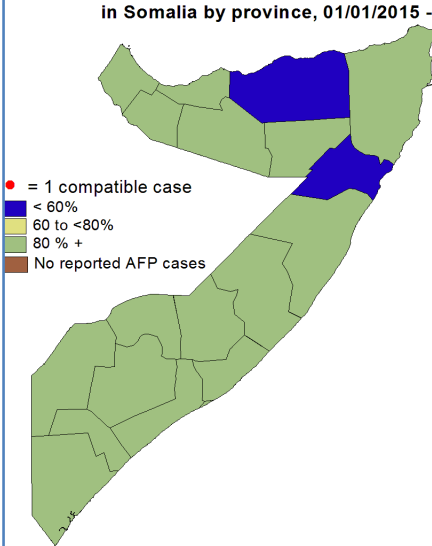 in Somalia by province, 01/01/2015 -
= 1 compatible case
< 60%
60 to <80%
80 % +
No reported AFP cases